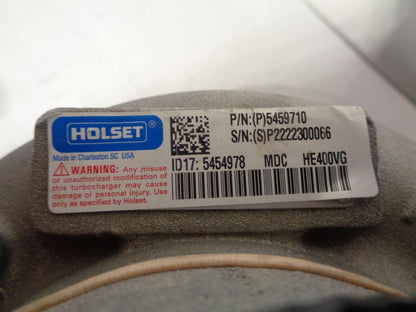 HOLSET
Made in Charleston SC USA
P/N:(P)5459710
S/N:(S)P2222300066
ID17: 5454978 MDC HE400VG
WARNING: Any misuse
or unauthorized modification of
this turbocharger may cause
damage or personal injury. Use
only as specified by Holset.